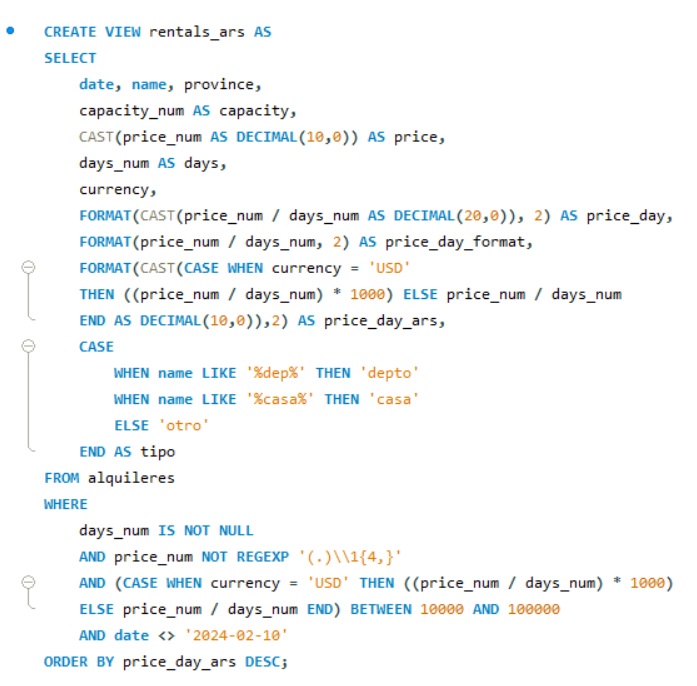 CREATE VIEW rentals_ars AS
SELECT
date, name, province,
capacity_num AS capacity,
CAST(price_num AS DECIMAL(10,0)) AS price,
days_num AS days,
currency,
FORMAT(CAST(price_num / days_num AS DECIMAL(20,0)), 2) AS price_day,
FORMAT(price_num / days_num, 2) AS price_day_format,
FORMAT(CAST(CASE WHEN currency = 'USD'
THEN ((price_num / days_num) * 1000) ELSE price_num / days_num
END AS DECIMAL(10,0)),2) AS price_day_ars,
CASE
WHEN name LIKE '%dep%' THEN 'depto'
WHEN name LIKE '%casa%' THEN 'casa'
ELSE 'otro'
END AS tipo
FROM alquileres
WHERE
days_num IS NOT NULL
AND price_num NOT REGEXP '(.)\\1{4,}'
AND (CASE WHEN currency = 'USD' THEN ((price_num / days_num) * 1000)
ELSE price_num / days_num END) BETWEEN 10000 AND 100000
AND date <> '2024-02-10'
ORDER BY price_day_ars DESC;